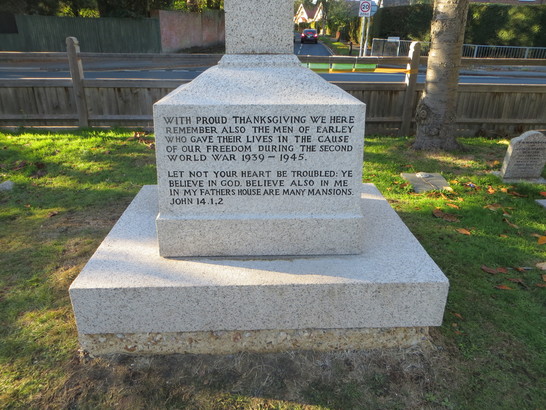 WITH PROUD THANKSGIVING WE HERE
REMEMBER ALSO THE MEN OF EARLEY
WHO GAVE THEIR LIVES IN THE CAUSE
OF OUR FREEDOM DURING THE SECOND
WORLD WAR 1939-1945.
LET NOT YOUR HEART BE TROUBLED: YE
BELIEVE IN GOD, BELIEVE ALSO IN ME
IN MY FATHERS HOUSE ARE MANY MANSIONS.
JOHN 14.1,2